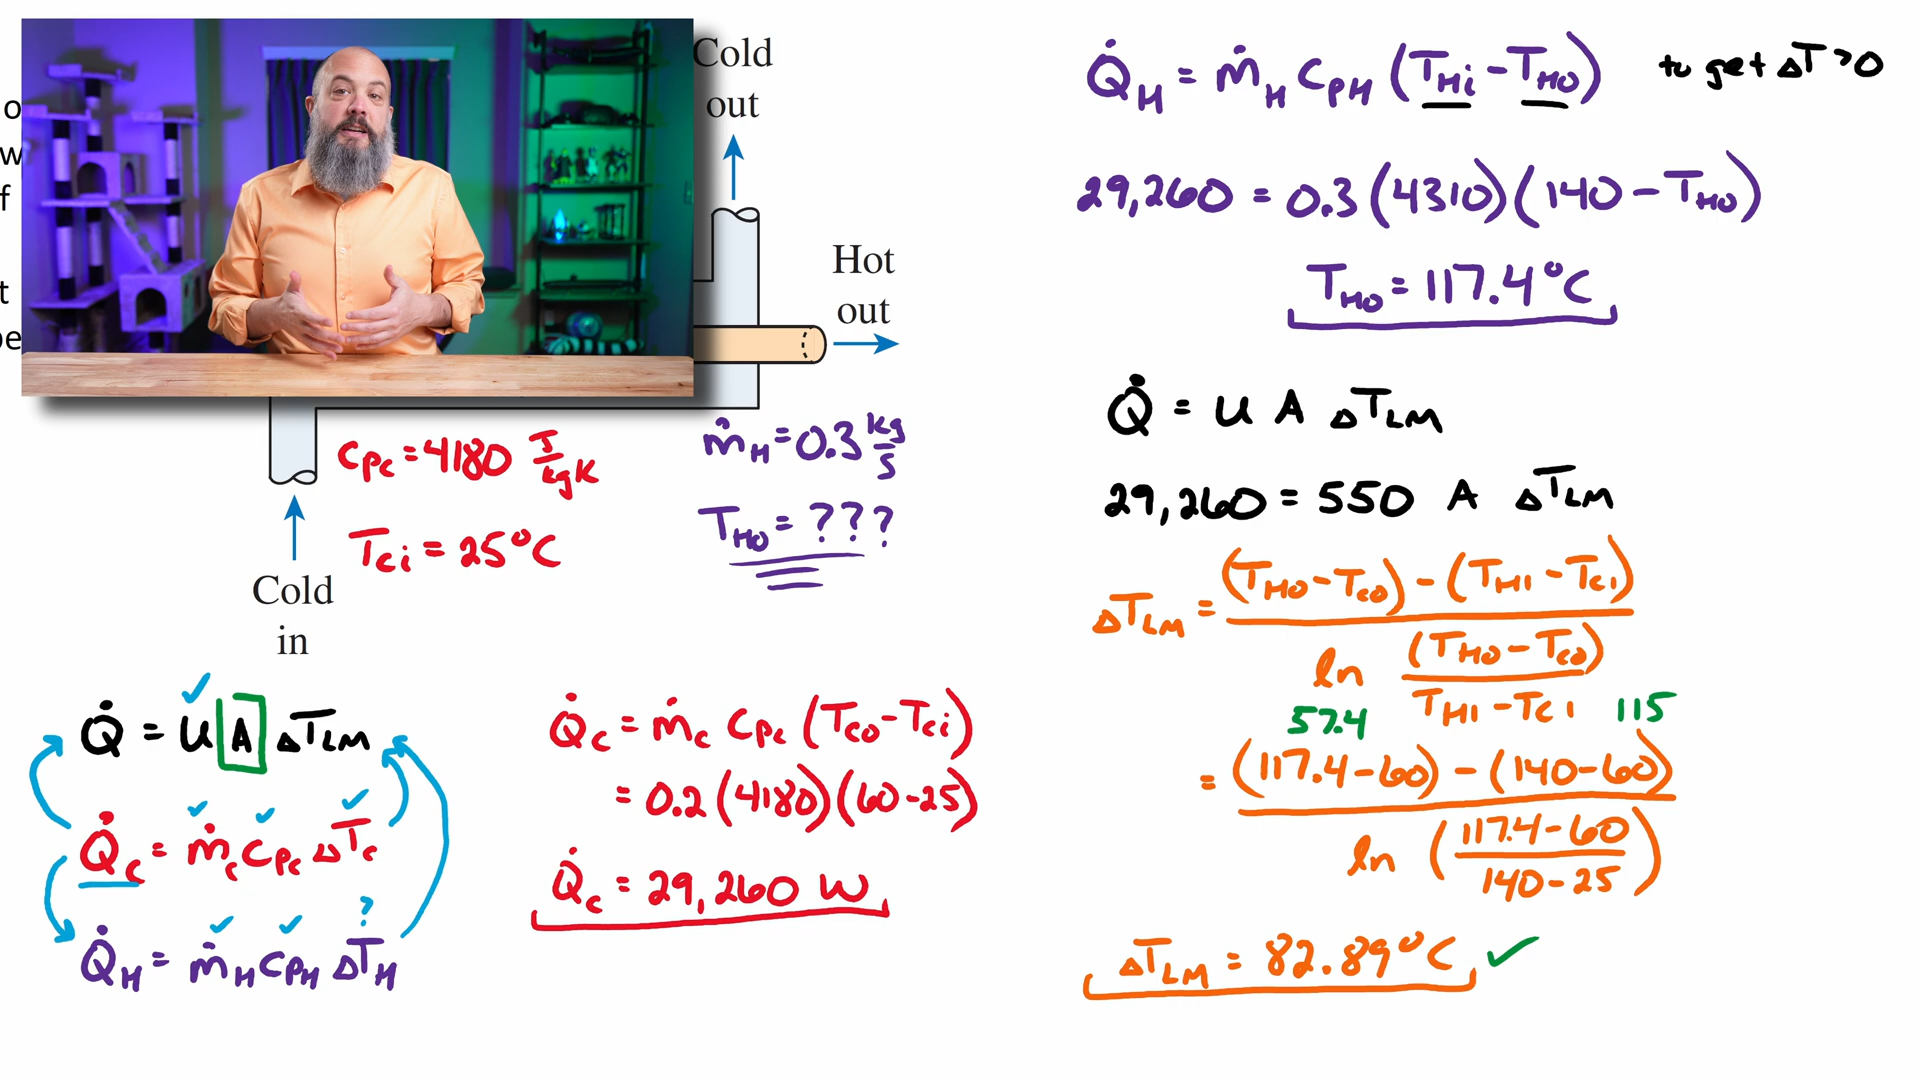 o
w
f
t
be
Cold
out
Hot
out
Cpc = 4180 J/kgK
Tci = 25°C
ṁH = 0.3 kg/s
THO = ???
Cold
in
Q̇ = U A ΔTLM
Q̇c = ṁc Cpc ΔTc
?
Q̇H = ṁH CPH ΔTH
Q̇c = ṁc Cpc (Tco - Tci)
= 0.2 (4180)(60-25)
Q̇c = 29,260 W
Q̇H = ṁH CPH (THi - THO) to get ΔT > 0
29,260 = 0.3 (4310)(140 - THO)
THO = 117.4°C
Q̇ = U A ΔTLM
29,260 = 550 A ΔTLM
ΔTLM = (THO - TCO) - (THI - TCI)
ln (THO - TCO)
57.4 THI - TCI 115
= (117.4-60) - (140-60)
ln (117.4-60 / 140-25)
ΔTLM = 82.89°C ✓